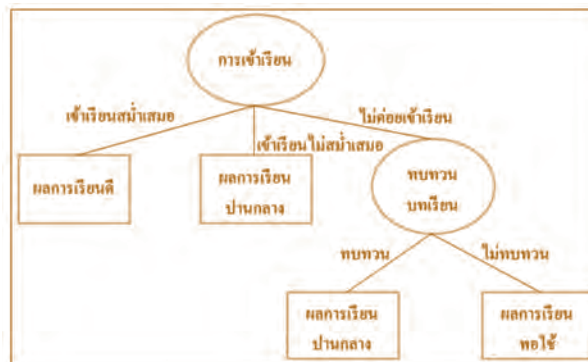 การเข้าเรียน
เข้าเรียนสม่ำเสมอ
ไม่ค่อยเข้าเรียน
เข้าเรียนไม่สม่ำเสมอ
ผลการเรียนดี
ผลการเรียน
ปานกลาง
ทบทวน
บทเรียน
ทบทวน
ไม่ทบทวน
ผลการเรียน
ปานกลาง
ผลการเรียน
พอใช้